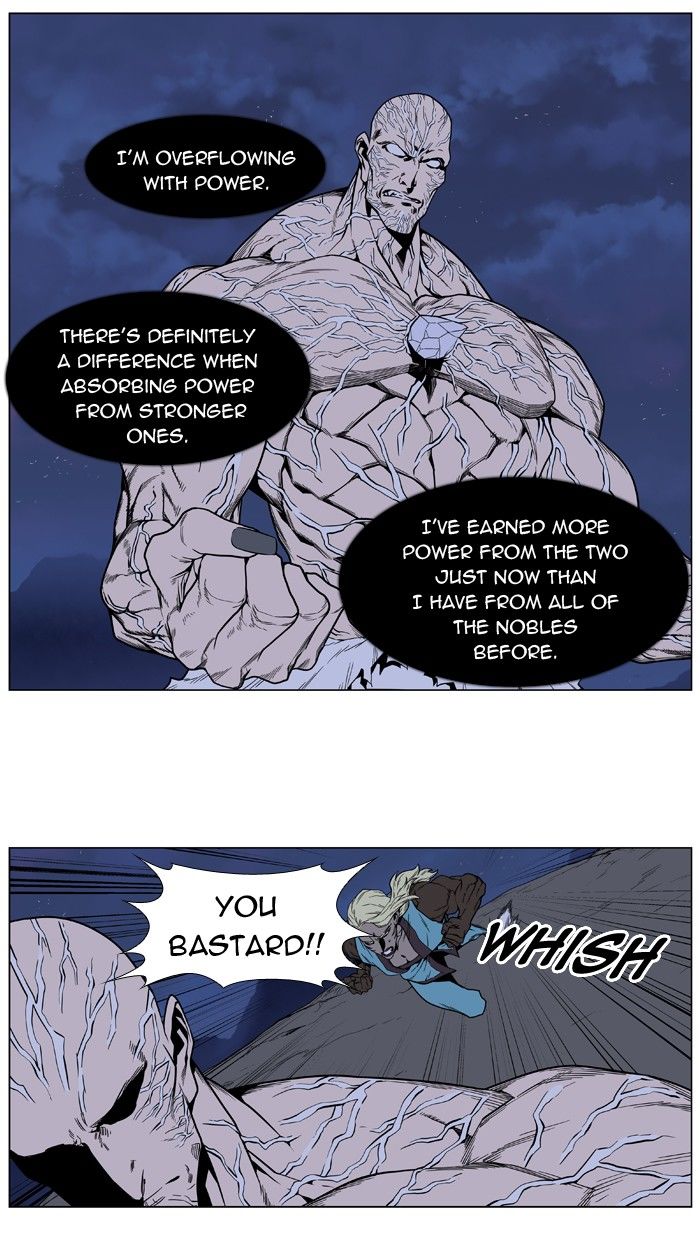 I'M OVERFLOWING
WITH POWER.
THERE'S DEFINITELY
A DIFFERENCE WHEN
ABSORBING POWER
FROM STRONGER
ONES.
I'VE EARNED MORE
POWER FROM THE TWO
JUST NOW THAN
I HAVE FROM ALL OF
THE NOBLES
BEFORE.
YOU
BASTARD!!
WHISH